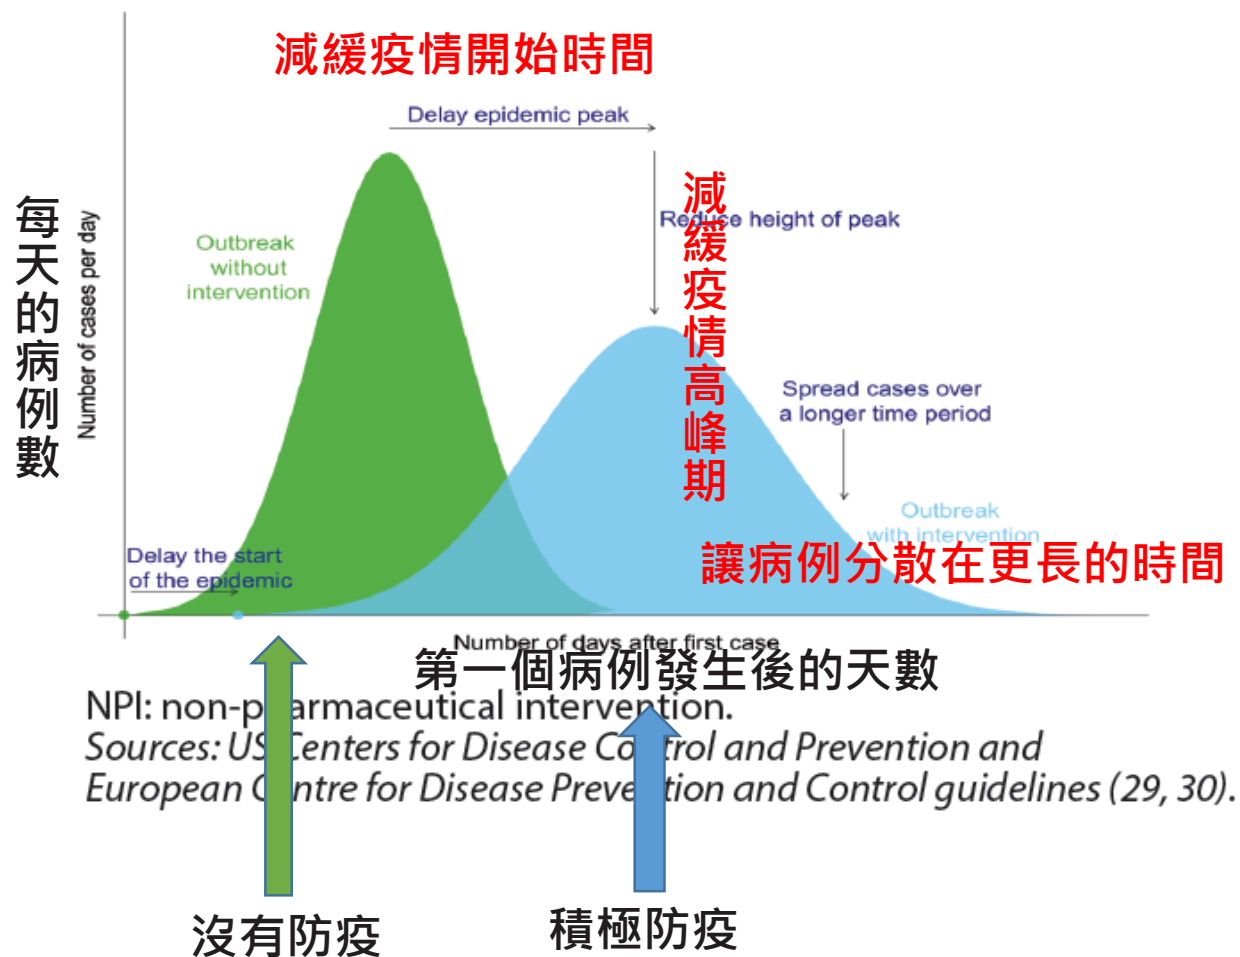 減緩疫情開始時間
Delay epidemic peak
每天的病例數
Number of cases per day
Outbreak
without
intervention
減緩疫情高峰期
Reduce height of peak
Spread cases over
a longer time period
Outbreak
with intervention
讓病例分散在更長的時間
Delay the start
of the epidemic
Number of days after first case
第一個病例發生後的天數
NPI: non-pharmaceutical intervention.
Sources: US Centers for Disease Control and Prevention and
European Centre for Disease Prevention and Control guidelines (29, 30).
沒有防疫
積極防疫